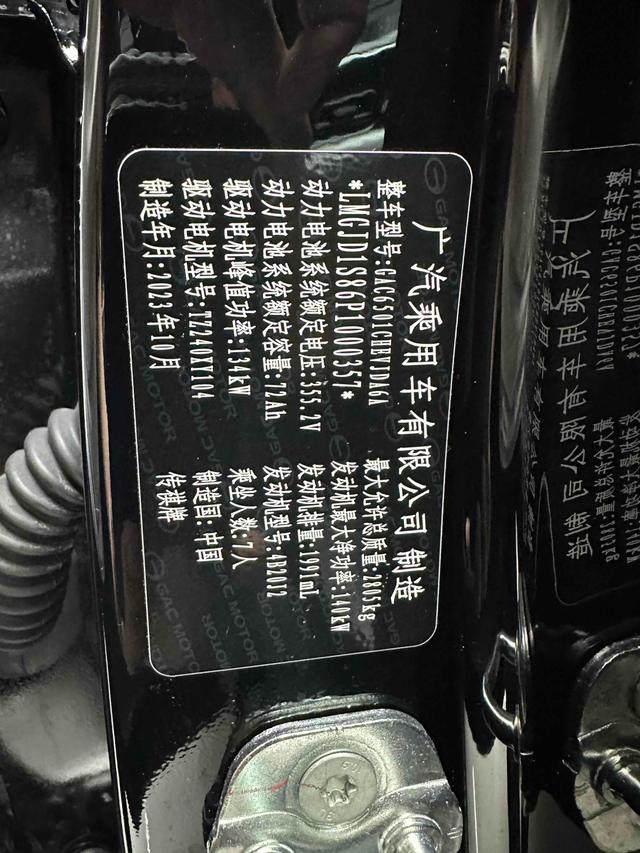 广汽乘用车有限公司 制造
整车型号:GAC6501CHEVJDA6A 最大允许总质量:2805kg
*LMGJD1S86P1000357* 发动机最大净功率:140kW
动力电池系统额定电压:355.2V 发动机排量:1991mL
动力电池系统额定容量:72Ah 发动机型号:4B20J2
驱动电机峰值功率:134kW 乘坐人数:7人
驱动电机型号:TZ240XY104 制造国:中国
制造年月:2023年10月 传祺牌
GAC MOTOR